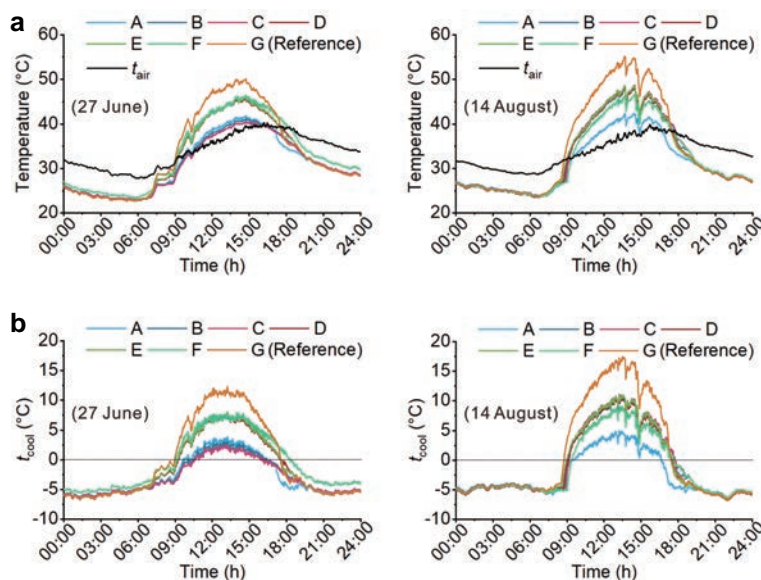 a
A B C D
E F G (Reference)
tair
(27 June)
Temperature (°C)
60
50
40
30
20
00:00 03:00 06:00 09:00 12:00 15:00 18:00 21:00 24:00
Time (h)
A B C D
E F G (Reference)
tair
(14 August)
Temperature (°C)
60
50
40
30
20
00:00 03:00 06:00 09:00 12:00 15:00 18:00 21:00 24:00
Time (h)
b
A B C D
E F G (Reference)
(27 June)
tcool (°C)
20
15
10
5
0
-5
-10
00:00 03:00 06:00 09:00 12:00 15:00 18:00 21:00 24:00
Time (h)
A B C D
E F G (Reference)
(14 August)
tcool (°C)
20
15
10
5
0
-5
-10
00:00 03:00 06:00 09:00 12:00 15:00 18:00 21:00 24:00
Time (h)